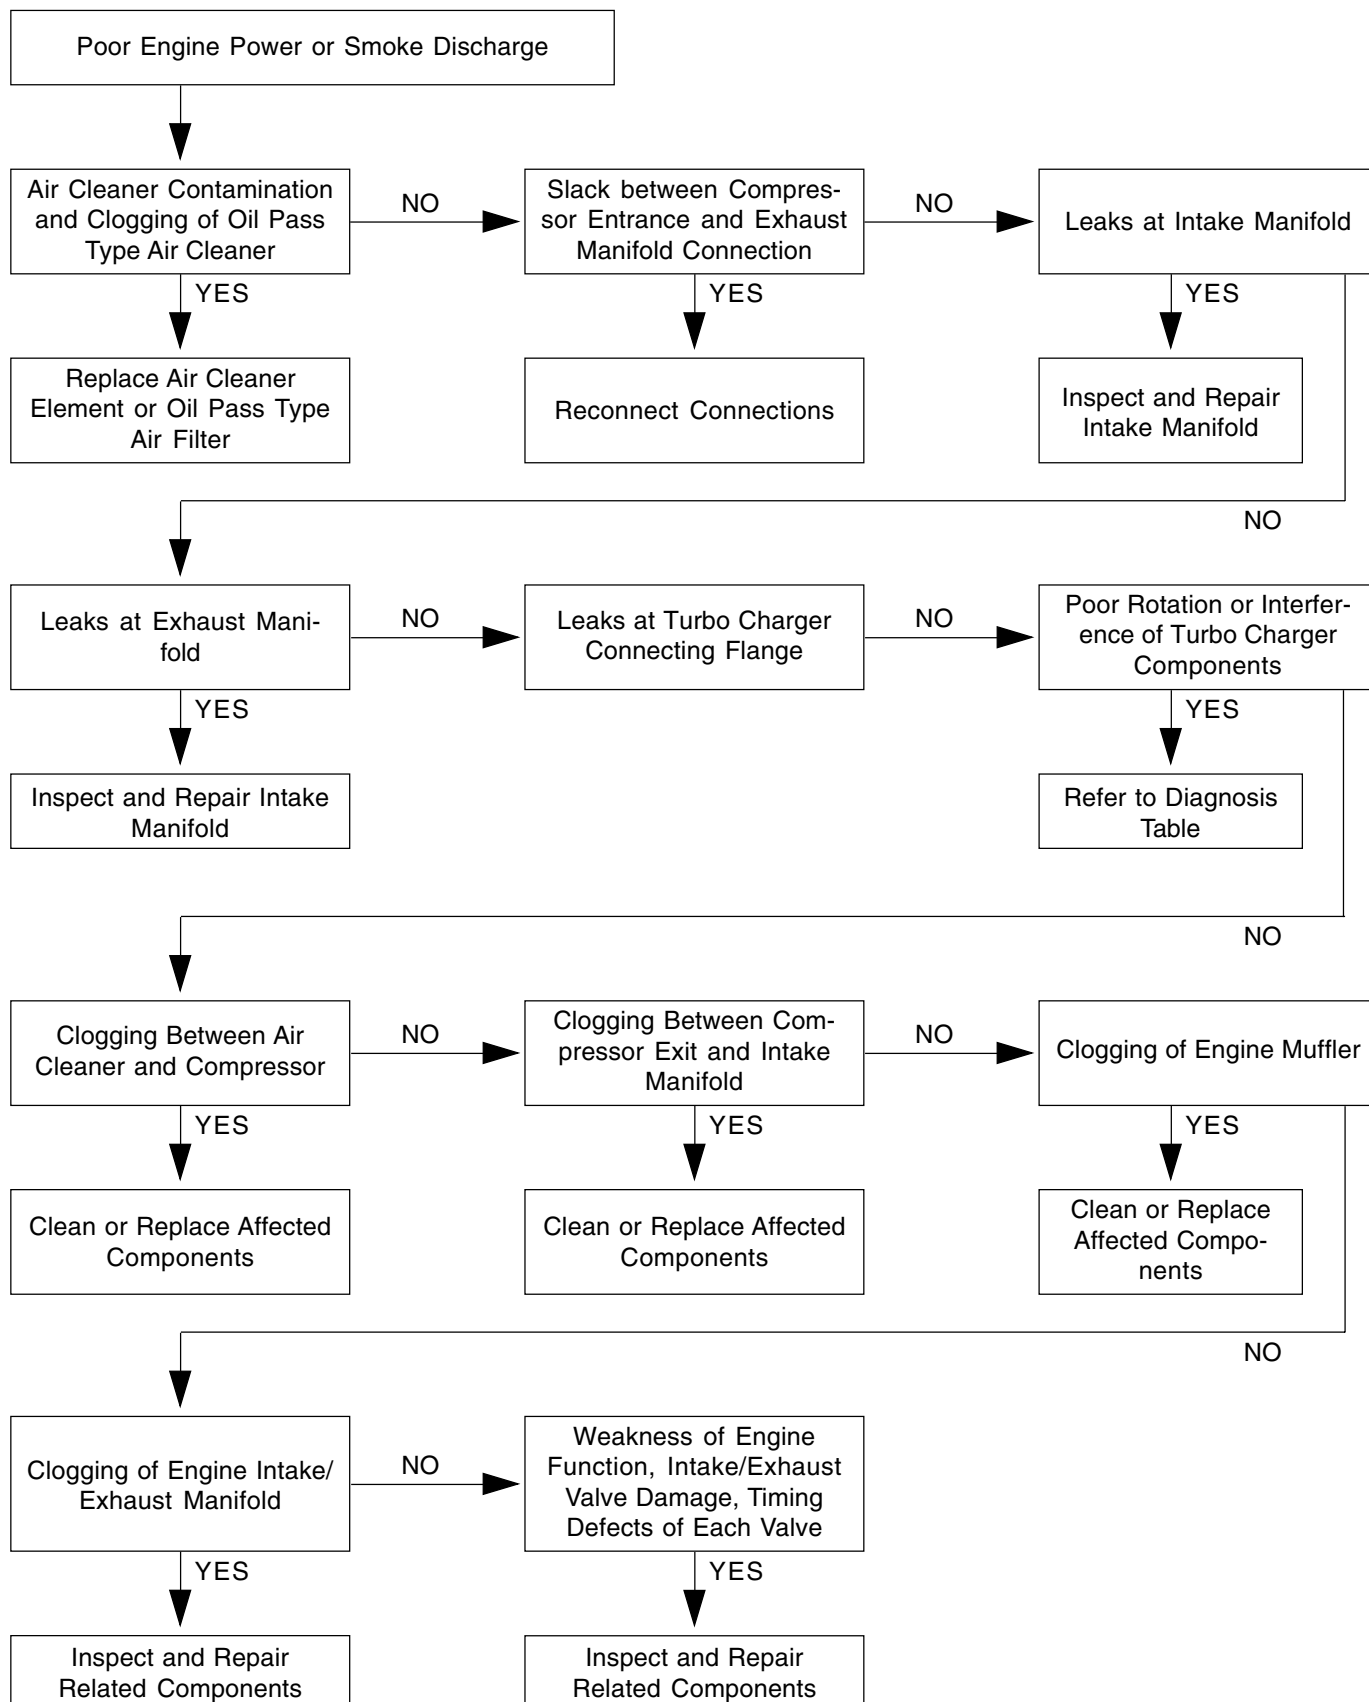 Poor Engine Power or Smoke Discharge
Air Cleaner Contamination
and Clogging of Oil Pass
Type Air Cleaner
NO
Slack between Compres-
sor Entrance and Exhaust
Manifold Connection
NO
Leaks at Intake Manifold
YES
YES
YES
Replace Air Cleaner
Element or Oil Pass Type
Air Filter
Reconnect Connections
Inspect and Repair
Intake Manifold
NO
Leaks at Exhaust Mani-
fold
NO
Leaks at Turbo Charger
Connecting Flange
NO
Poor Rotation or Interfer-
ence of Turbo Charger
Components
YES
YES
Inspect and Repair Intake
Manifold
Refer to Diagnosis
Table
NO
Clogging Between Air
Cleaner and Compressor
NO
Clogging Between Com-
pressor Exit and Intake
Manifold
NO
Clogging of Engine Muffler
YES
YES
YES
Clean or Replace Affected
Components
Clean or Replace Affected
Components
Clean or Replace
Affected Compo-
nents
NO
Clogging of Engine Intake/
Exhaust Manifold
NO
Weakness of Engine
Function, Intake/Exhaust
Valve Damage, Timing
Defects of Each Valve
YES
YES
Inspect and Repair
Related Components
Inspect and Repair
Related Components